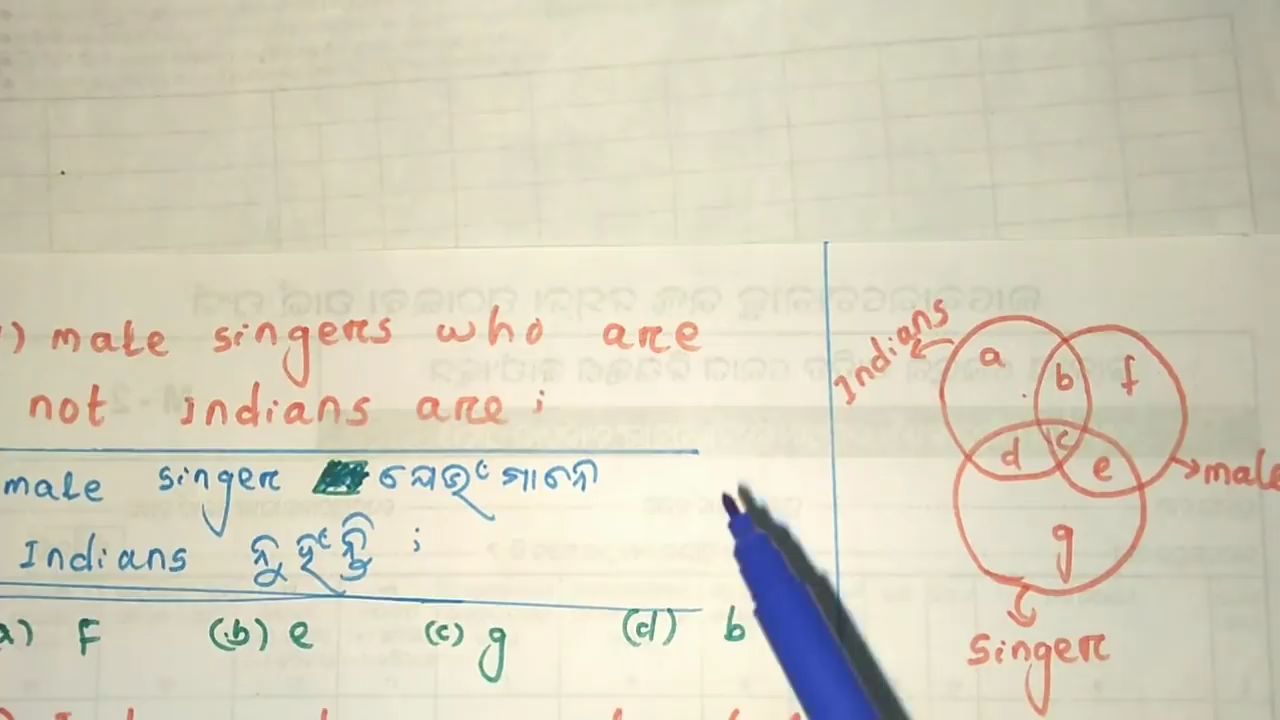 ) male singers who are
not indians are;
male singer ଯେଉଁମାନେ
Indians ନୁହଁନ୍ତି ;
a) F (b) e (c) g (d) b
Indians
a
b
f
d
c
e
male
g
singer